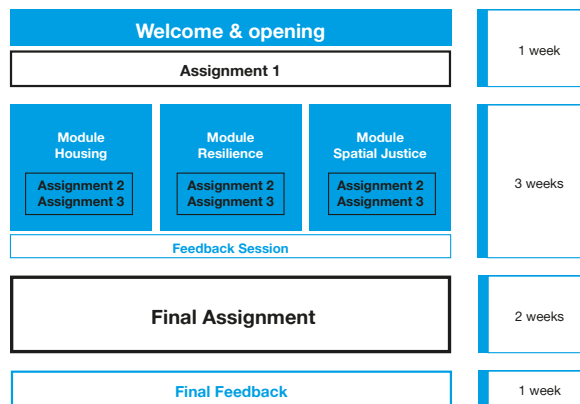 Welcome & opening
Assignment 1
1 week
Module
Housing
Assignment 2
Assignment 3
Module
Resilience
Assignment 2
Assignment 3
Module
Spatial Justice
Assignment 2
Assignment 3
Feedback Session
3 weeks
Final Assignment
2 weeks
Final Feedback
1 week